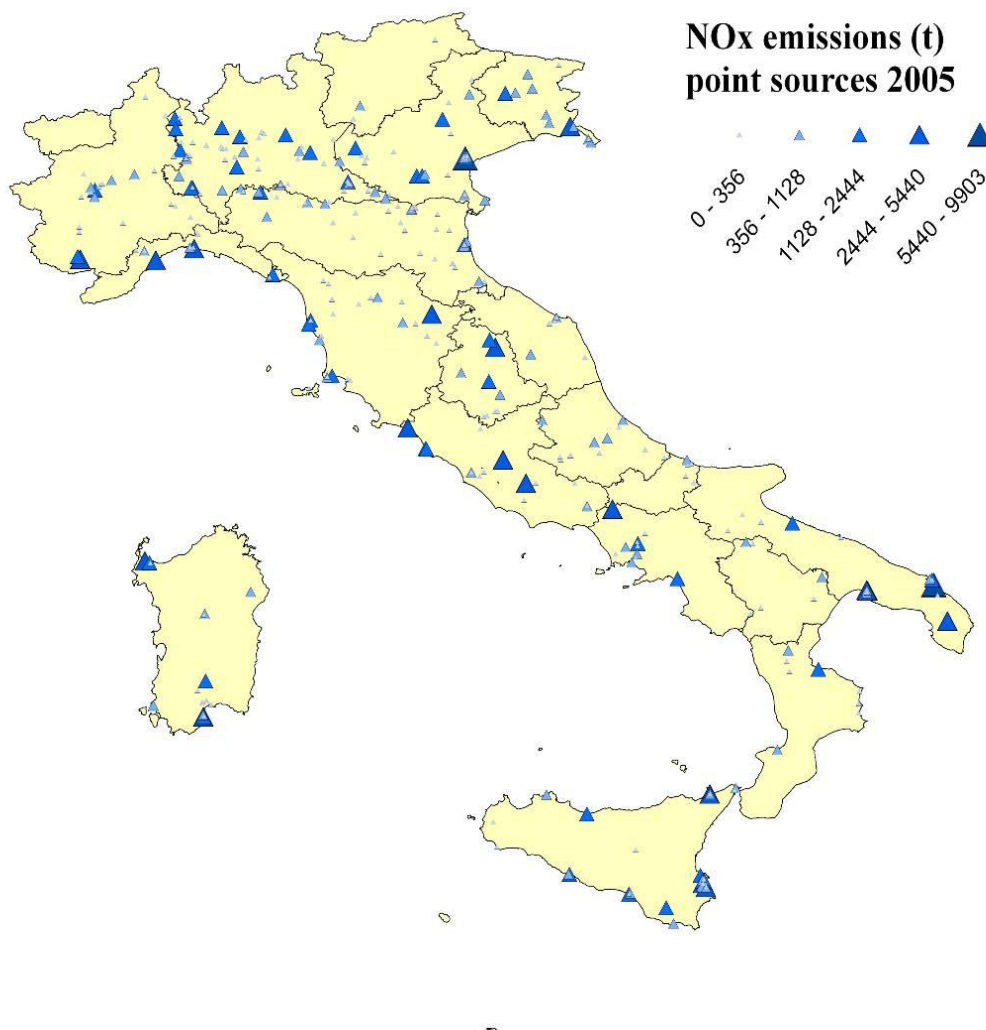 NOx emissions (t)
point sources 2005
0 - 356
356 - 1128
1128 - 2444
2444 - 5440
5440 - 9903